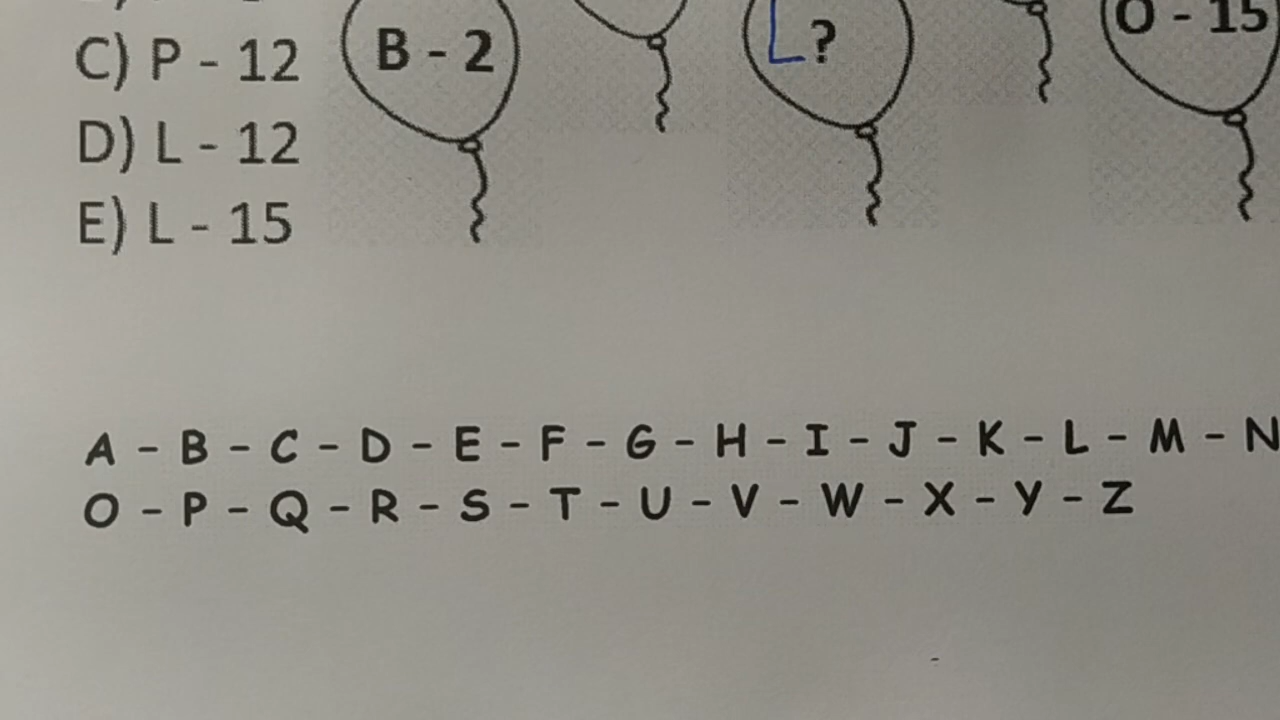 C) P - 12
D) L - 12
E) L - 15
B - 2
L ?
O - 15
A - B - C - D - E - F - G - H - I - J - K - L - M - N
O - P - Q - R - S - T - U - V - W - X - Y - Z